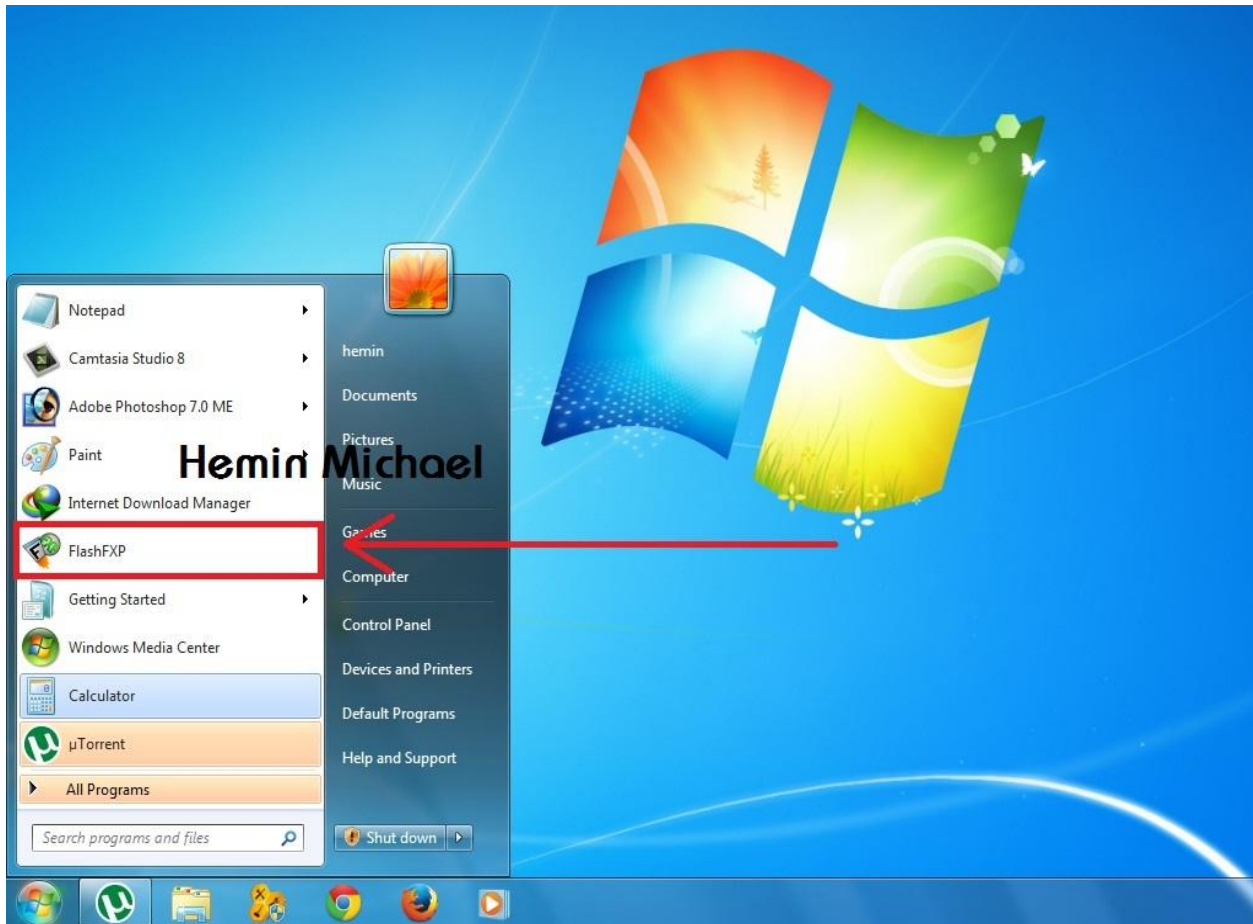 Notepad
Camtasia Studio 8
Adobe Photoshop 7.0 ME
Paint
Internet Download Manager
FlashFXP
Getting Started
Windows Media Center
Calculator
µTorrent
All Programs
Search programs and files
hemin
Documents
Pictures
Hemin Michael
Music
Games
Computer
Control Panel
Devices and Printers
Default Programs
Help and Support
Shut down